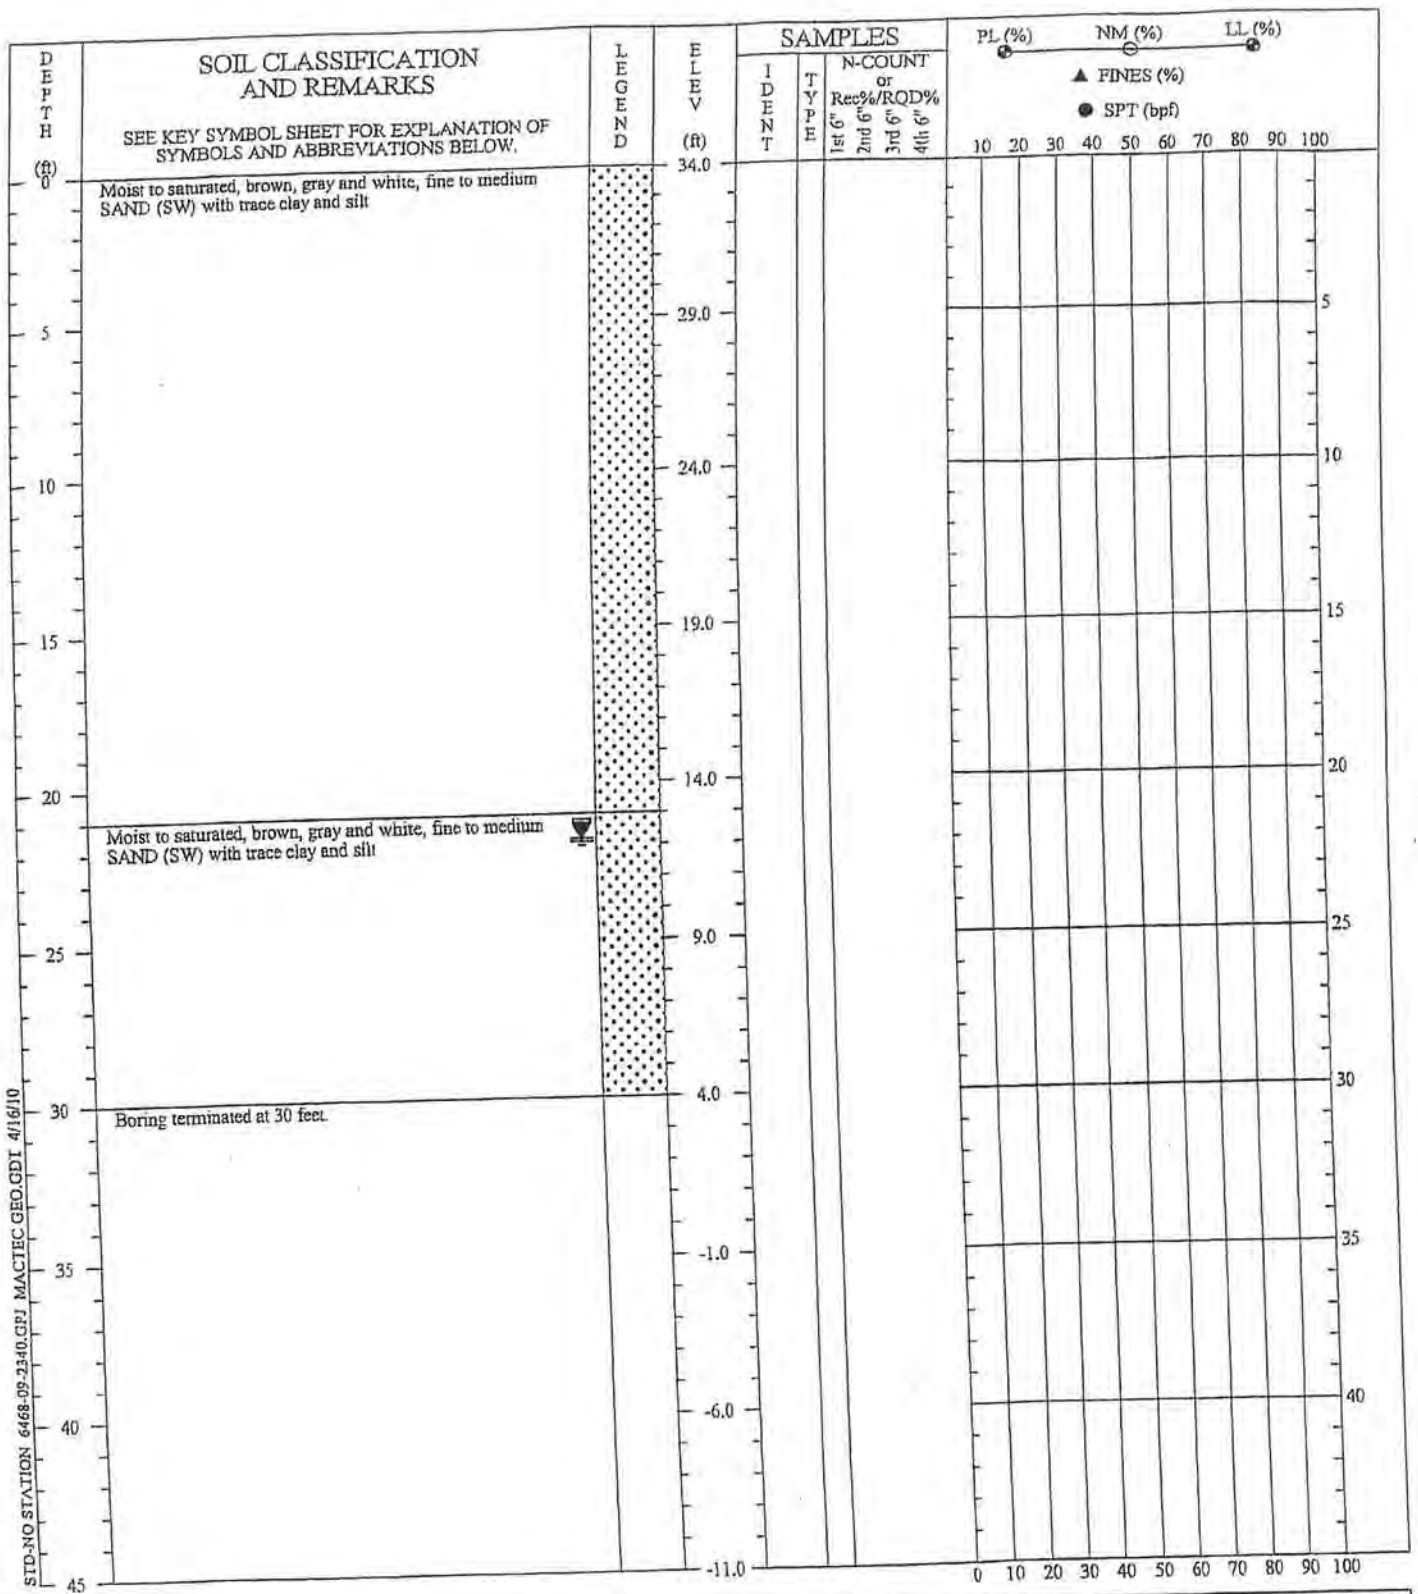 DEPTH
(ft)
SOIL CLASSIFICATION
AND REMARKS
SEE KEY SYMBOL SHEET FOR EXPLANATION OF
SYMBOLS AND ABBREVIATIONS BELOW.
LEGEND
ELEV
(ft)
SAMPLES
IDENT
TYPE
N-COUNT
or
Rec%/RQD%
1st 6"
2nd 6"
3rd 6"
4th 6"
PL (%) NM (%) LL (%)
▲ FINES (%)
● SPT (bpf)
10 20 30 40 50 60 70 80 90 100
0
Moist to saturated, brown, gray and white, fine to medium
SAND (SW) with trace clay and silt
34.0
5
29.0
5
10
24.0
10
15
19.0
15
20
14.0
20
Moist to saturated, brown, gray and white, fine to medium
SAND (SW) with trace clay and silt
25
9.0
25
30
4.0
30
Boring terminated at 30 feet.
35
-1.0
35
40
-6.0
40
45
-11.0
0 10 20 30 40 50 60 70 80 90 100
STD-NO STATION 6468-09-2340.GPJ MACTEC GEO.GDT 4/16/10